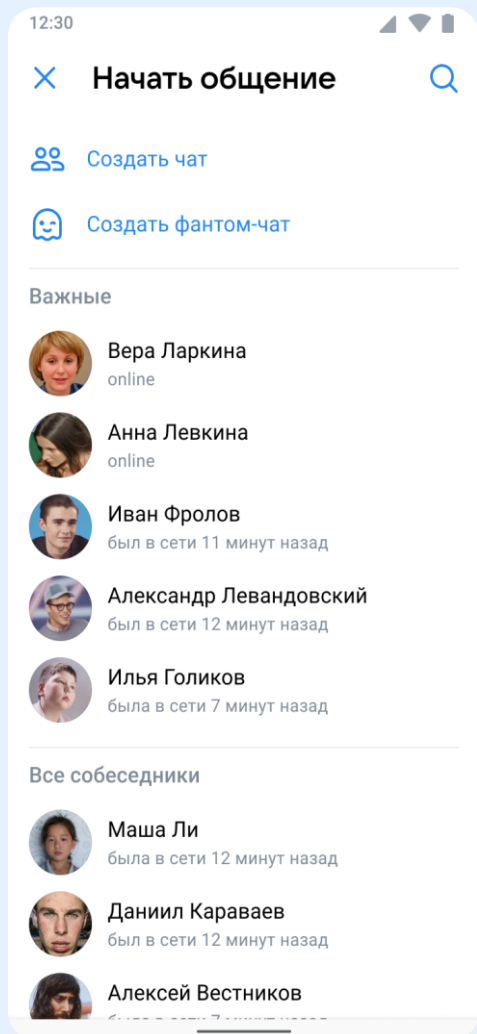 12:30
Начать общение
Создать чат
Создать фантом-чат
Важные
Вера Ларкина
online
Анна Левкина
online
Иван Фролов
был в сети 11 минут назад
Александр Левандовский
был в сети 12 минут назад
Илья Голиков
была в сети 7 минут назад
Все собеседники
Маша Ли
была в сети 12 минут назад
Даниил Караваев
был в сети 12 минут назад
Алексей Вестников